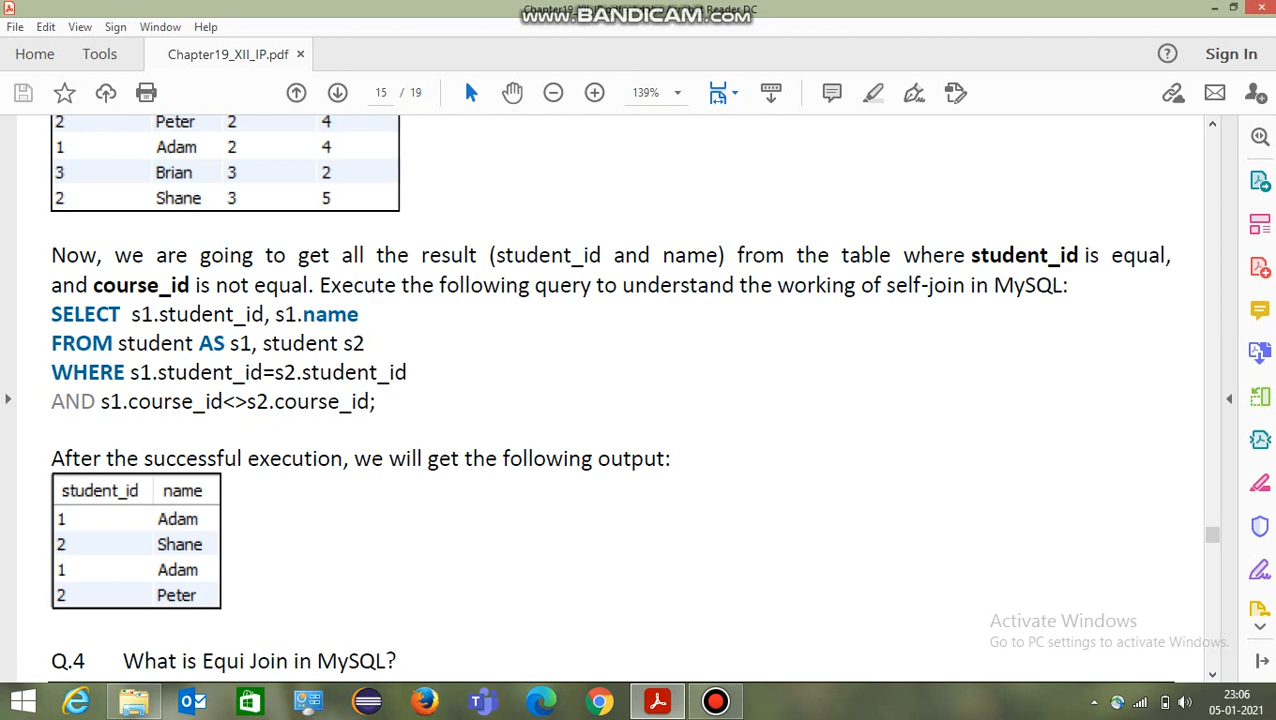 www.BANDICAM.com
File Edit View Sign Window Help
Home Tools Chapter19_XII_IP.pdf × Sign In
15 / 19 139%
2 Peter 2 4
1 Adam 2 4
3 Brian 3 2
2 Shane 3 5
Now, we are going to get all the result (student_id and name) from the table where student_id is equal,
and course_id is not equal. Execute the following query to understand the working of self-join in MySQL:
SELECT s1.student_id, s1.name
FROM student AS s1, student s2
WHERE s1.student_id=s2.student_id
AND s1.course_id<>s2.course_id;
After the successful execution, we will get the following output:
student_id name
1 Adam
2 Shane
1 Adam
2 Peter
Activate Windows
Go to PC settings to activate Windows.
Q.4 What is Equi Join in MySQL?
23:06
05-01-2021